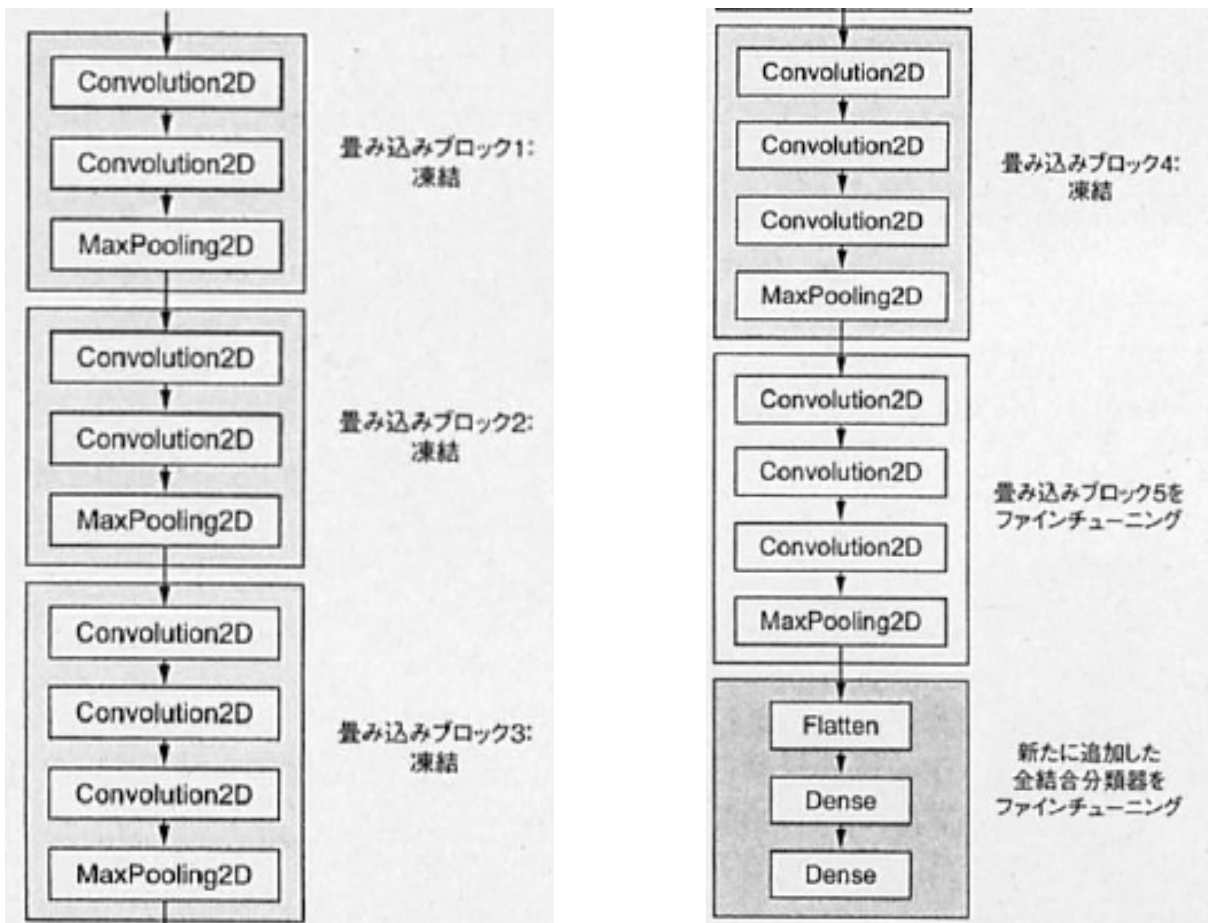 Convolution2D
Convolution2D
MaxPooling2D
畳み込みブロック1:
凍結
Convolution2D
Convolution2D
MaxPooling2D
畳み込みブロック2:
凍結
Convolution2D
Convolution2D
Convolution2D
MaxPooling2D
畳み込みブロック3:
凍結
Convolution2D
Convolution2D
Convolution2D
MaxPooling2D
畳み込みブロック4:
凍結
Convolution2D
Convolution2D
Convolution2D
MaxPooling2D
畳み込みブロック5を
ファインチューニング
Flatten
Dense
Dense
新たに追加した
全結合分類器を
ファインチューニング